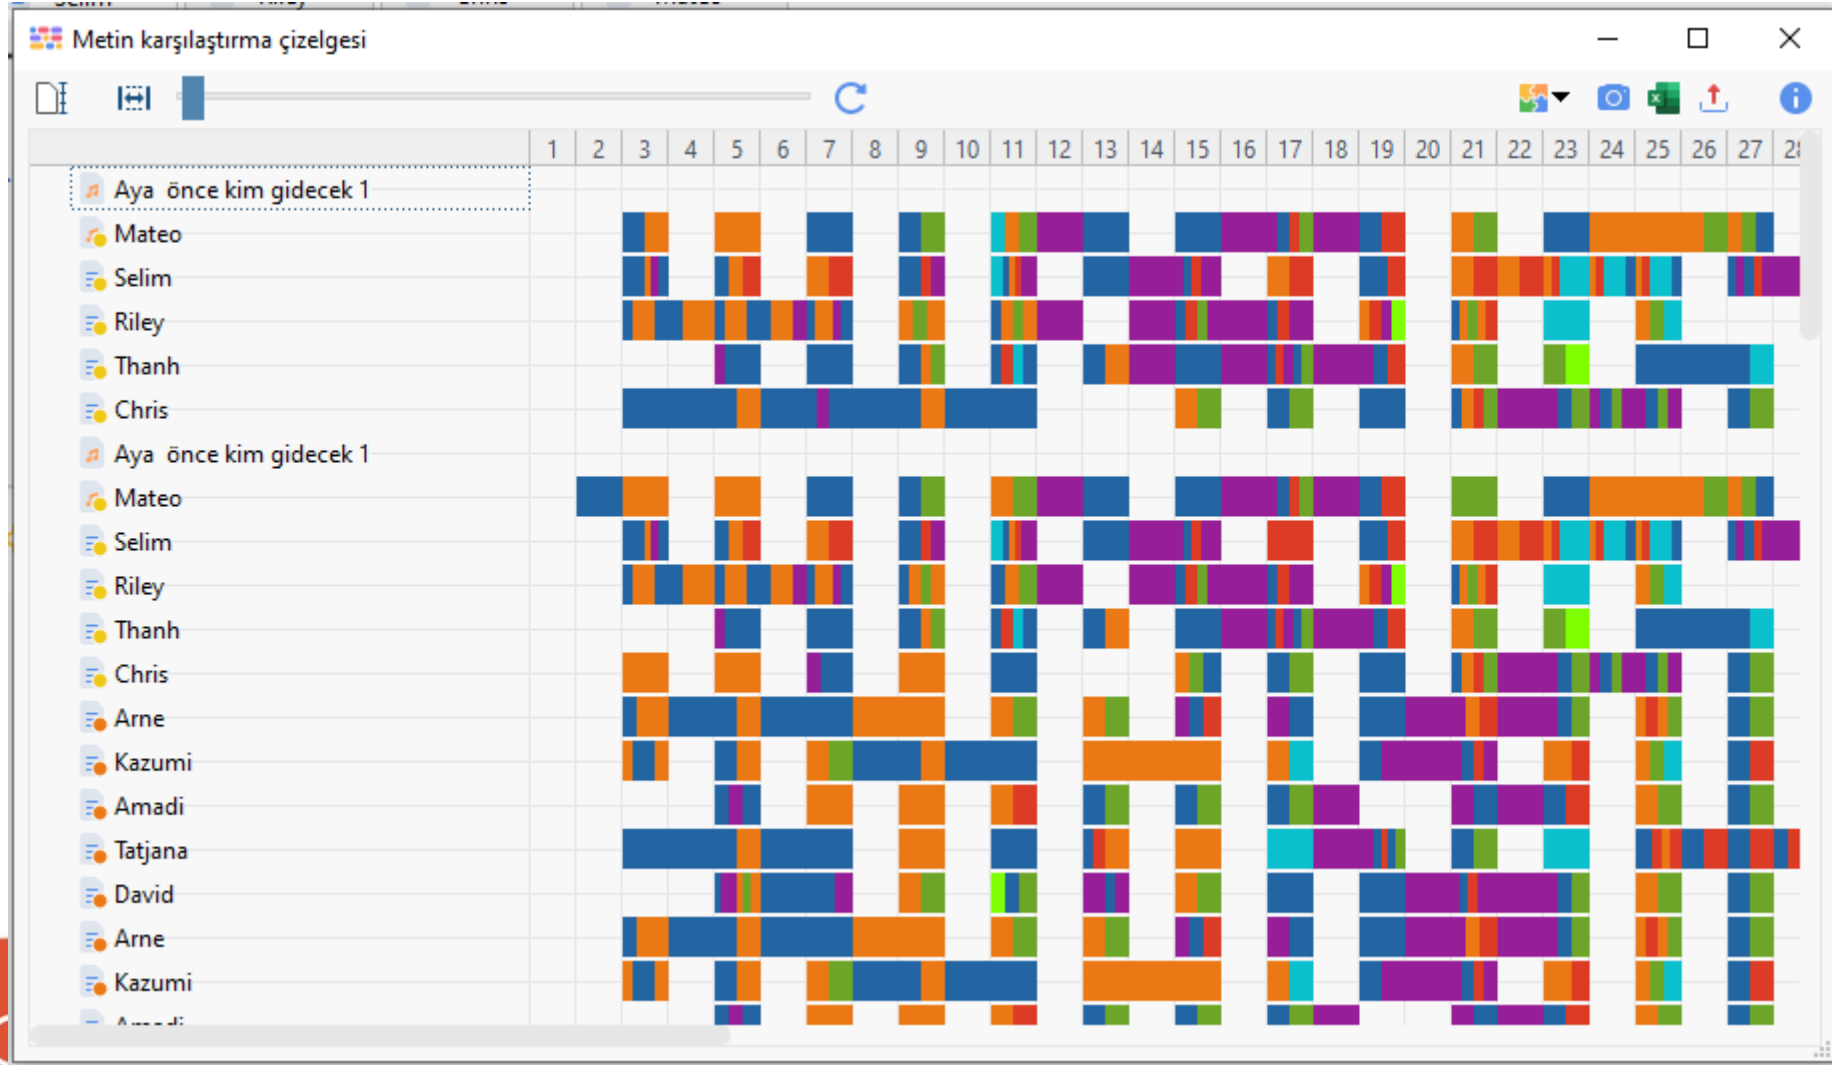 Metin karşılaştırma çizelgesi
1 2 3 4 5 6 7 8 9 10 11 12 13 14 15 16 17 18 19 20 21 22 23 24 25 26 27 28
Aya önce kim gidecek 1
Mateo
Selim
Riley
Thanh
Chris
Aya önce kim gidecek 1
Mateo
Selim
Riley
Thanh
Chris
Arne
Kazumi
Amadi
Tatjana
David
Arne
Kazumi
Amadi